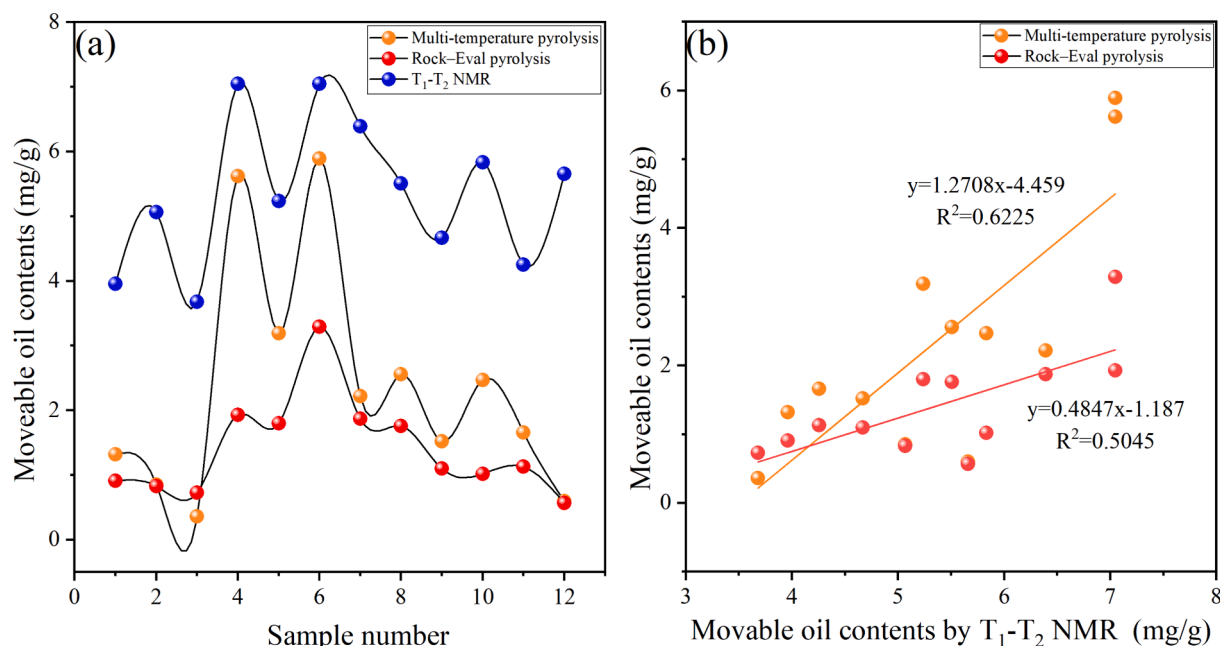 (a)
Multi-temperature pyrolysis
Rock–Eval pyrolysis
T₁-T₂ NMR
Moveable oil contents (mg/g)
8
6
4
2
0
0 2 4 6 8 10 12
Sample number
(b)
Multi-temperature pyrolysis
Rock–Eval pyrolysis
Moveable oil contents (mg/g)
6
4
2
0
y=1.2708x-4.459
R²=0.6225
y=0.4847x-1.187
R²=0.5045
3 4 5 6 7 8
Movable oil contents by T₁-T₂ NMR (mg/g)